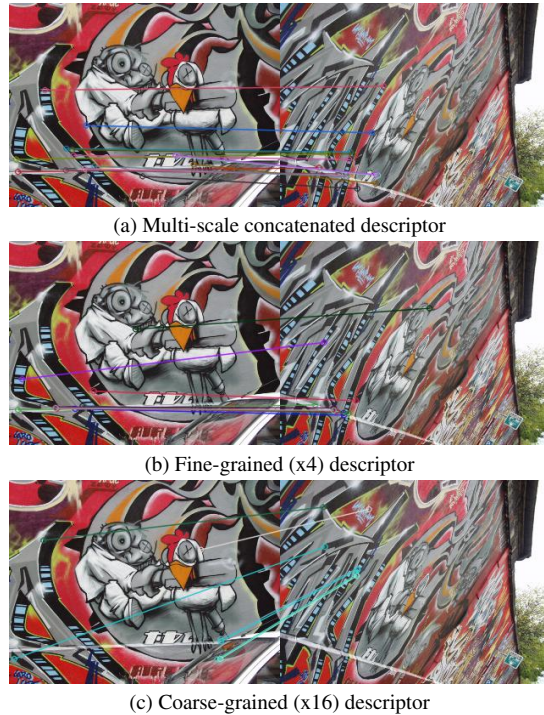 (a) Multi-scale concatenated descriptor
(b) Fine-grained (x4) descriptor
(c) Coarse-grained (x16) descriptor